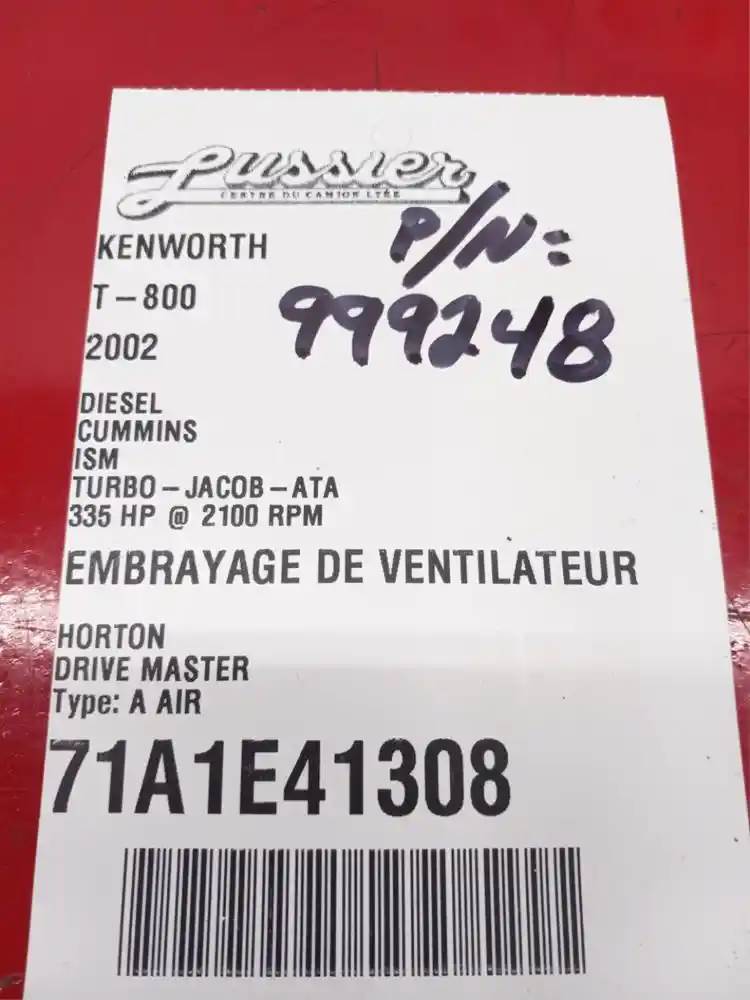 Lussier
CENTRE DU CAMION LTÉE
P/N:
KENWORTH
T-800
999248
2002
DIESEL
CUMMINS
ISM
TURBO-JACOB-ATA
335 HP @ 2100 RPM
EMBRAYAGE DE VENTILATEUR
HORTON
DRIVE MASTER
Type: A AIR
71A1E41308